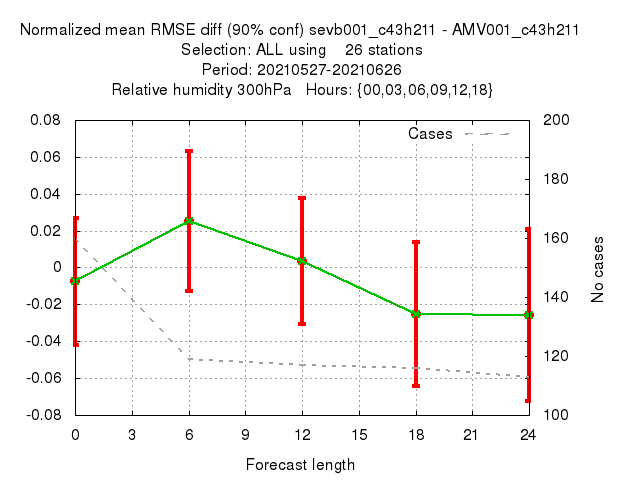 Normalized mean RMSE diff (90% conf) sevb001_c43h211 - AMV001_c43h211
Selection: ALL using    26 stations
Period: 20210527-20210626
Relative humidity 300hPa   Hours: {00,03,06,09,12,18}
Cases
0.08
0.06
0.04
0.02
0
-0.02
-0.04
-0.06
-0.08
200
180
160
140
120
100
No cases
0 3 6 9 12 15 18 21 24
Forecast length